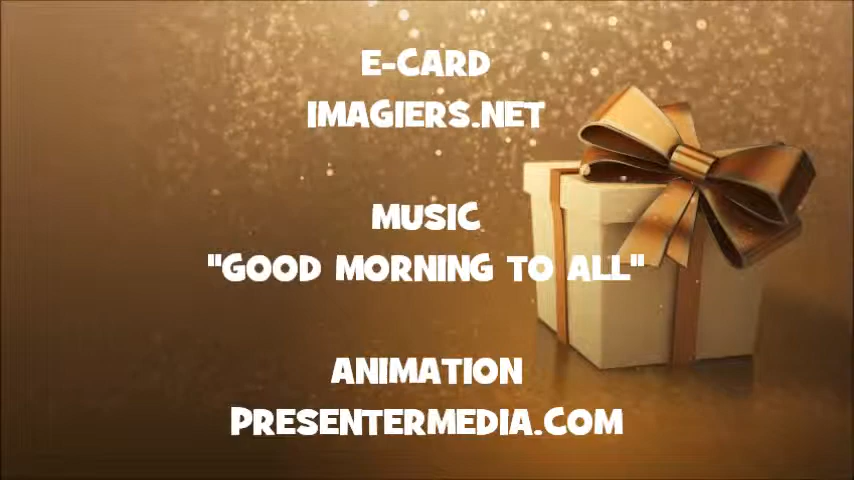 E-CARD
IMAGIERS.NET
MUSIC
"GOOD MORNING TO ALL"
ANIMATION
PRESENTERMEDIA.COM